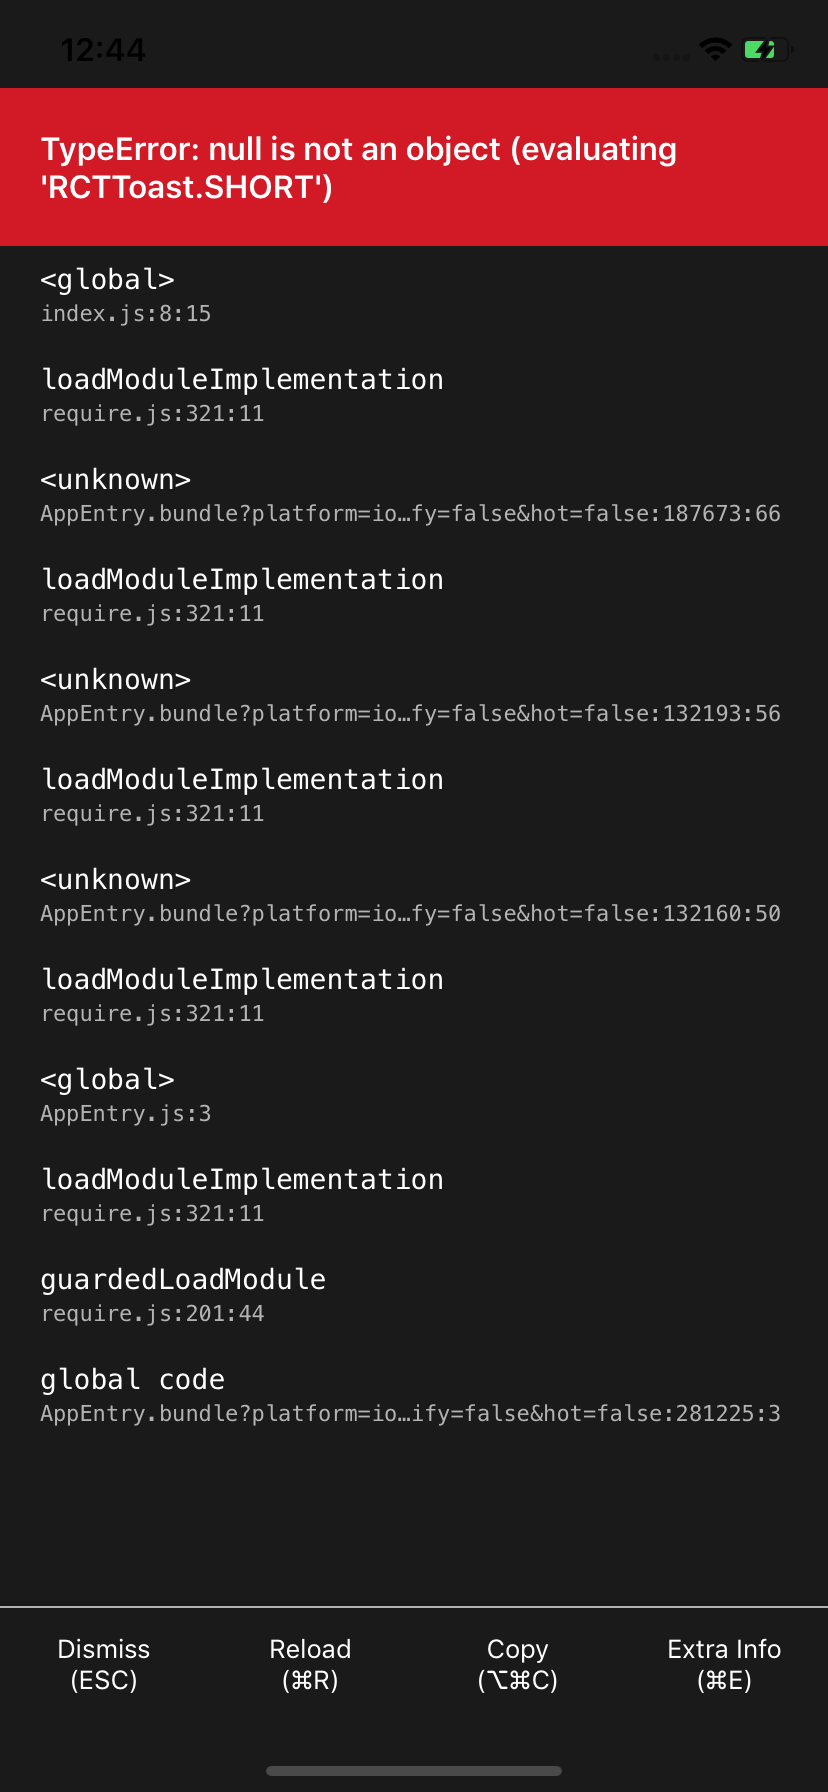 12:44
TypeError: null is not an object (evaluating
'RCTToast.SHORT')
<global>
index.js:8:15
loadModuleImplementation
require.js:321:11
<unknown>
AppEntry.bundle?platform=io…fy=false&hot=false:187673:66
loadModuleImplementation
require.js:321:11
<unknown>
AppEntry.bundle?platform=io…fy=false&hot=false:132193:56
loadModuleImplementation
require.js:321:11
<unknown>
AppEntry.bundle?platform=io…fy=false&hot=false:132160:50
loadModuleImplementation
require.js:321:11
<global>
AppEntry.js:3
loadModuleImplementation
require.js:321:11
guardedLoadModule
require.js:201:44
global code
AppEntry.bundle?platform=io…ify=false&hot=false:281225:3
Dismiss Reload Copy Extra Info
(ESC) (⌘R) (⌥⌘C) (⌘E)